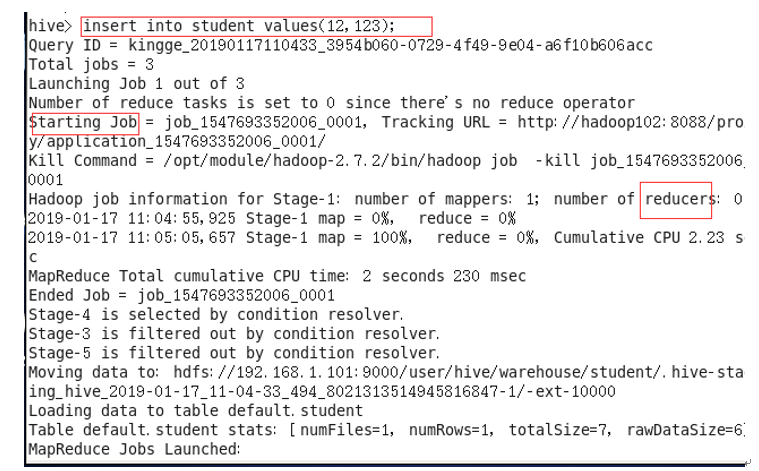 hive> insert into student values(12,123);
Query ID = kingge_20190117110433_3954b060-0729-4f49-9e04-a6f10b606acc
Total jobs = 3
Launching Job 1 out of 3
Number of reduce tasks is set to 0 since there's no reduce operator
Starting Job = job_1547693352006_0001, Tracking URL = http://hadoop102:8088/pro
y/application_1547693352006_0001/
Kill Command = /opt/module/hadoop-2.7.2/bin/hadoop job  -kill job_1547693352006_
0001
Hadoop job information for Stage-1: number of mappers: 1; number of reducers: 0
2019-01-17 11:04:55,925 Stage-1 map = 0%,  reduce = 0%
2019-01-17 11:05:05,657 Stage-1 map = 100%,  reduce = 0%, Cumulative CPU 2.23 s
c
MapReduce Total cumulative CPU time: 2 seconds 230 msec
Ended Job = job_1547693352006_0001
Stage-4 is selected by condition resolver.
Stage-3 is filtered out by condition resolver.
Stage-5 is filtered out by condition resolver.
Moving data to: hdfs://192.168.1.101:9000/user/hive/warehouse/student/.hive-sta
ing_hive_2019-01-17_11-04-33_494_8021313514945816847-1/-ext-10000
Loading data to table default.student
Table default.student stats: [numFiles=1, numRows=1, totalSize=7, rawDataSize=6]
MapReduce Jobs Launched: